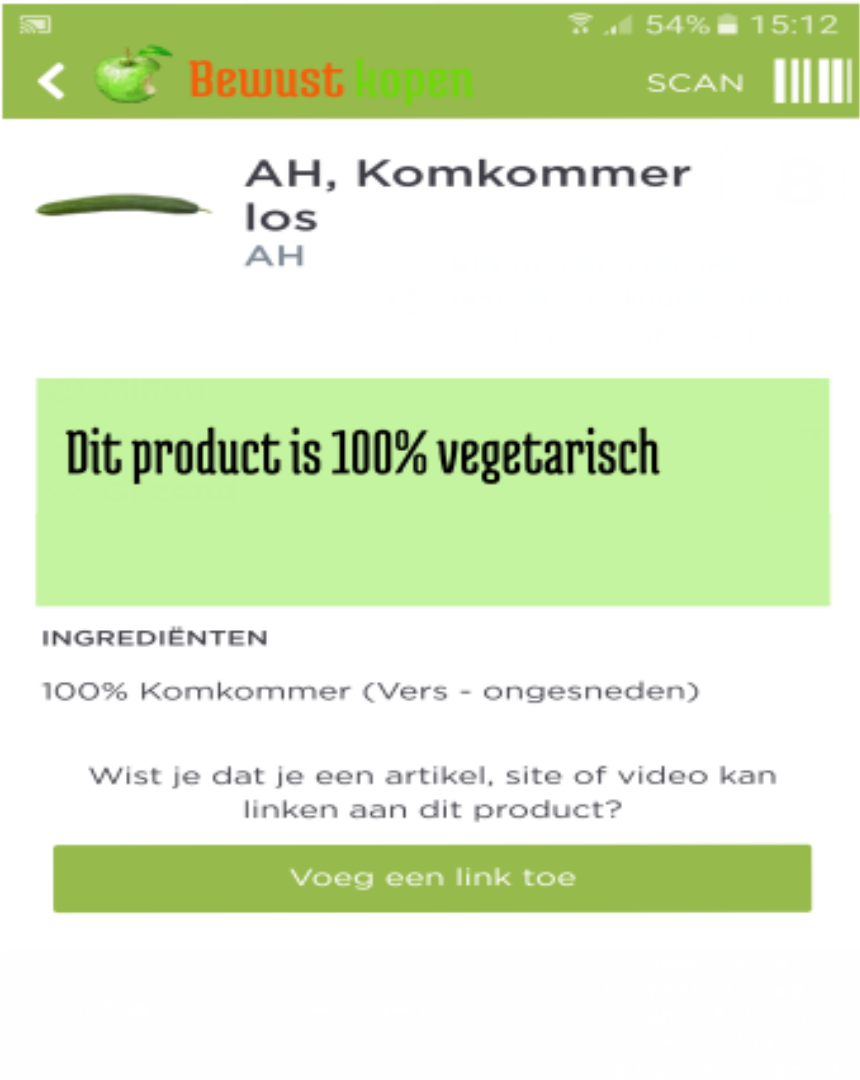 54% 15:12
Bewust kopen
SCAN
AH, Komkommer
los
AH
Dit product is 100% vegetarisch
INGREDIËNTEN
100% Komkommer (Vers - ongesneden)
Wist je dat je een artikel, site of video kan
linken aan dit product?
Voeg een link toe